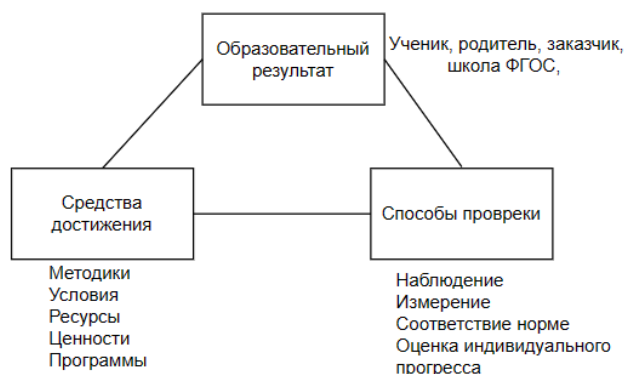 Образовательный
результат
Ученик, родитель, заказчик,
школа ФГОС,
Средства
достижения
Способы провреки
Методики
Условия
Ресурсы
Ценности
Программы
Наблюдение
Измерение
Соответствие норме
Оценка индивидуального
прогресса